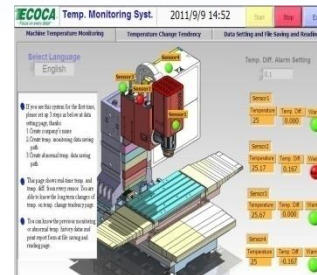 ECOCA Temp. Monitoring Syst. 2011/9/9 14:52 Start Stop
Machine Temperature Monitoring Temperature Change Tendency Data Setting and File Saving and Reading
Select Language
English
Temp. Diff. Alarm Setting
0.1
Sensor4
Sensor3
Sensor2
Sensor1
If you use this system for the first time,
please set up 3 steps as below at data
setting page, thanks
1 Create company's name
2 Create temp. monitoring data saving
path
3 Create abnormal temp. data saving
path
This page shows real-time temp. and
temp. diff. from every sensor. You are
able to know the long-term changes of
temp. on temp. change tendency page.
You can know the previous monitoring
or abnormal temp. history dates and
print report form at file saving and
reading page.
Sensor1
Temperature Temp. Diff
25 0.000
Sensor2
Temperature Temp. Diff
25.17 0.167
Sensor3
Temperature Temp. Diff
25.67 0.000
Sensor4
Temperature Temp. Diff
25 -0.167